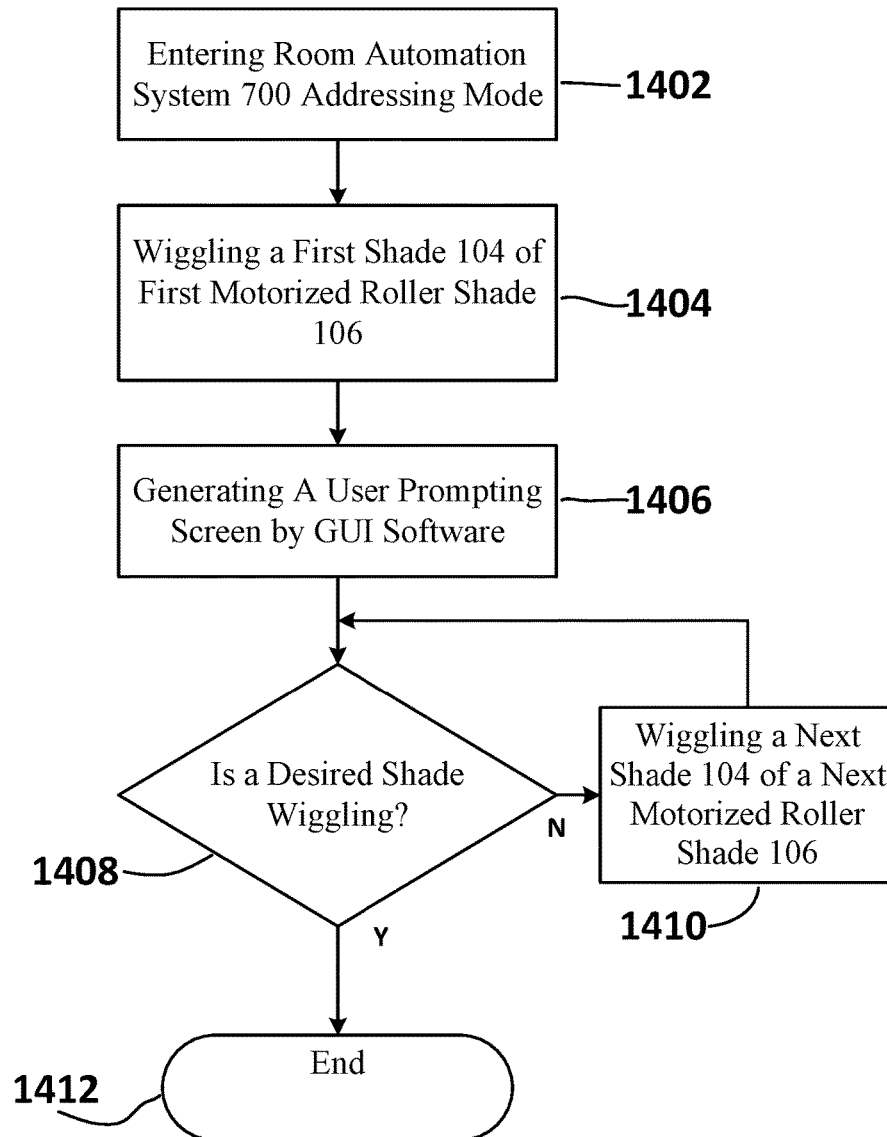 Entering Room Automation
System 700 Addressing Mode
1402
Wiggling a First Shade 104 of
First Motorized Roller Shade
106
1404
Generating A User Prompting
Screen by GUI Software
1406
Is a Desired Shade
Wiggling?
N
Y
1408
Wiggling a Next
Shade 104 of a Next
Motorized Roller
Shade 106
1410
End
1412